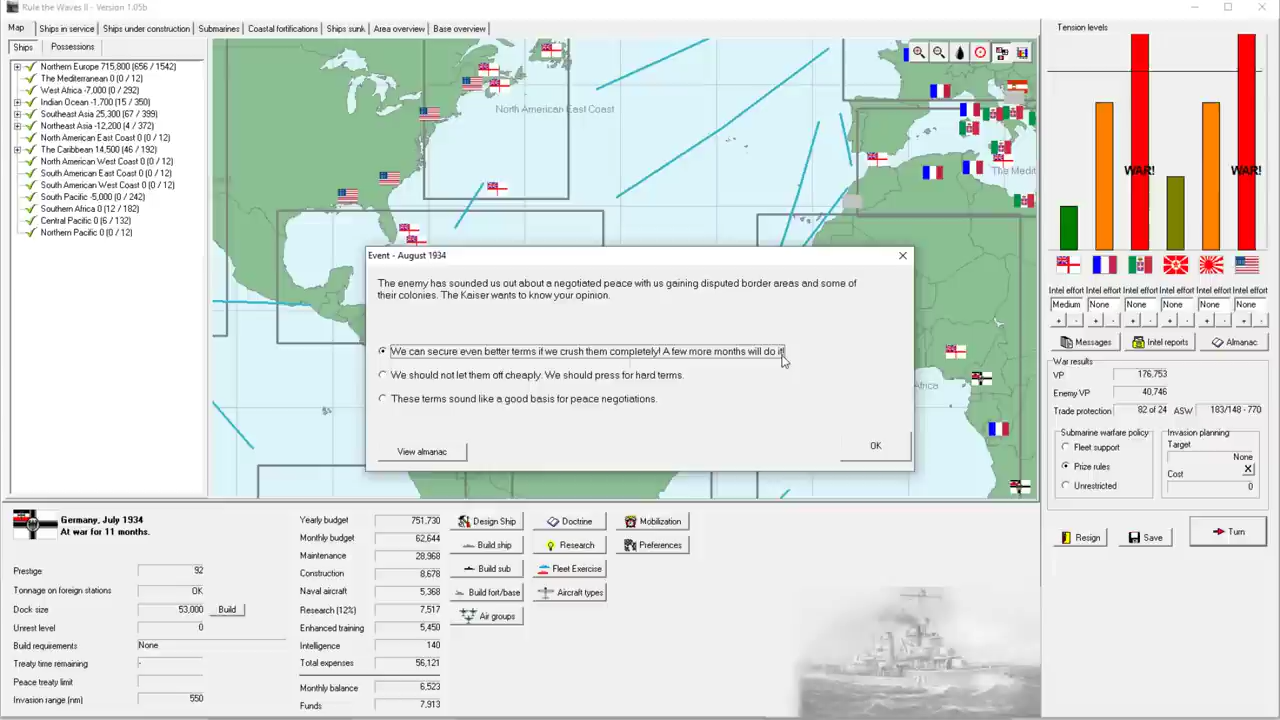 Rule the Waves II - Version 1.05b
Map Ships in service Ships under construction Submarines Coastal fortifications Ships sunk Area overview Base overview
Ships Possessions
Northern Europe 715,800 (656 / 1542)
The Mediterranean 0 (0 / 12)
West Africa -7,000 (0 / 292)
Indian Ocean -1,700 (15 / 350)
Southeast Asia 25,300 (67 / 399)
Northeast Asia -12,200 (4 / 372)
North American East Coast 0 (0 / 12)
The Caribbean 14,500 (46 / 192)
North American West Coast 0 (0 / 12)
South American East Coast 0 (0 / 12)
South American West Coast 0 (0 / 12)
South Pacific -5,000 (0 / 242)
Southern Africa 0 (12 / 182)
Central Pacific 0 (6 / 132)
Northern Pacific 0 (0 / 12)
North American East Coast
The Medit
Africa
Event - August 1934
The enemy has sounded us out about a negotiated peace with us gaining disputed border areas and some of
their colonies. The Kaiser wants to know your opinion.
We can secure even better terms if we crush them completely! A few more months will do it!
We should not let them off cheaply. We should press for hard terms.
These terms sound like a good basis for peace negotiations.
View almanac OK
Tension levels
WAR! WAR!
Intel effort Intel effort Intel effort Intel effort Intel effort Intel effort
Medium None None None None None
+ - + - + - + - + - + -
Messages Intel reports Almanac
War results
VP 176,753
Enemy VP 40,746
Trade protection 82 of 24 ASW 183/148 - 770
Submarine warfare policy
Fleet support
Prize rules
Unrestricted
Invasion planning
Target
None
Cost X
0
Resign Save Turn
Germany, July 1934
At war for 11 months.
Prestige 92
Tonnage on foreign stations OK
Dock size 53,000 Build
Unrest level 0
Build requirements None
Treaty time remaining -
Peace treaty limit
Invasion range (nm) 550
Yearly budget 751,730
Monthly budget 62,644
Maintenance 28,968
Construction 8,678
Naval aircraft 5,368
Research (12%) 7,517
Enhanced training 5,450
Intelligence 140
Total expenses 56,121
Monthly balance 6,523
Funds 7,913
Design Ship Doctrine Mobilization
Build ship Research Preferences
Build sub Fleet Exercise
Build fort/base Aircraft types
Air groups